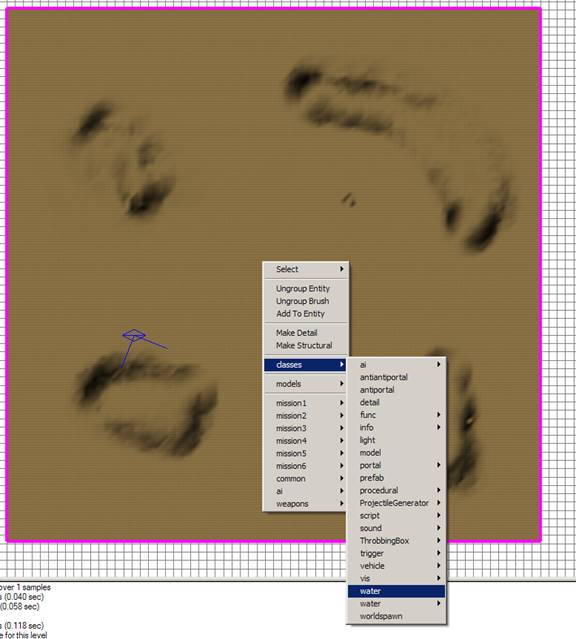 Select
Ungroup Entity
Ungroup Brush
Add To Entity
Make Detail
Make Structural
classes
models
mission1
mission2
mission3
mission4
mission5
mission6
common
ai
weapons
ai
antiantiportal
antiportal
detail
func
info
light
model
portal
prefab
procedural
ProjectileGenerator
script
sound
ThrobbingBox
trigger
vehicle
vis
water
water
worldspawn
over 1 samples
s (0.040 sec)
(0.058 sec)
s (0.118 sec)
e for this level